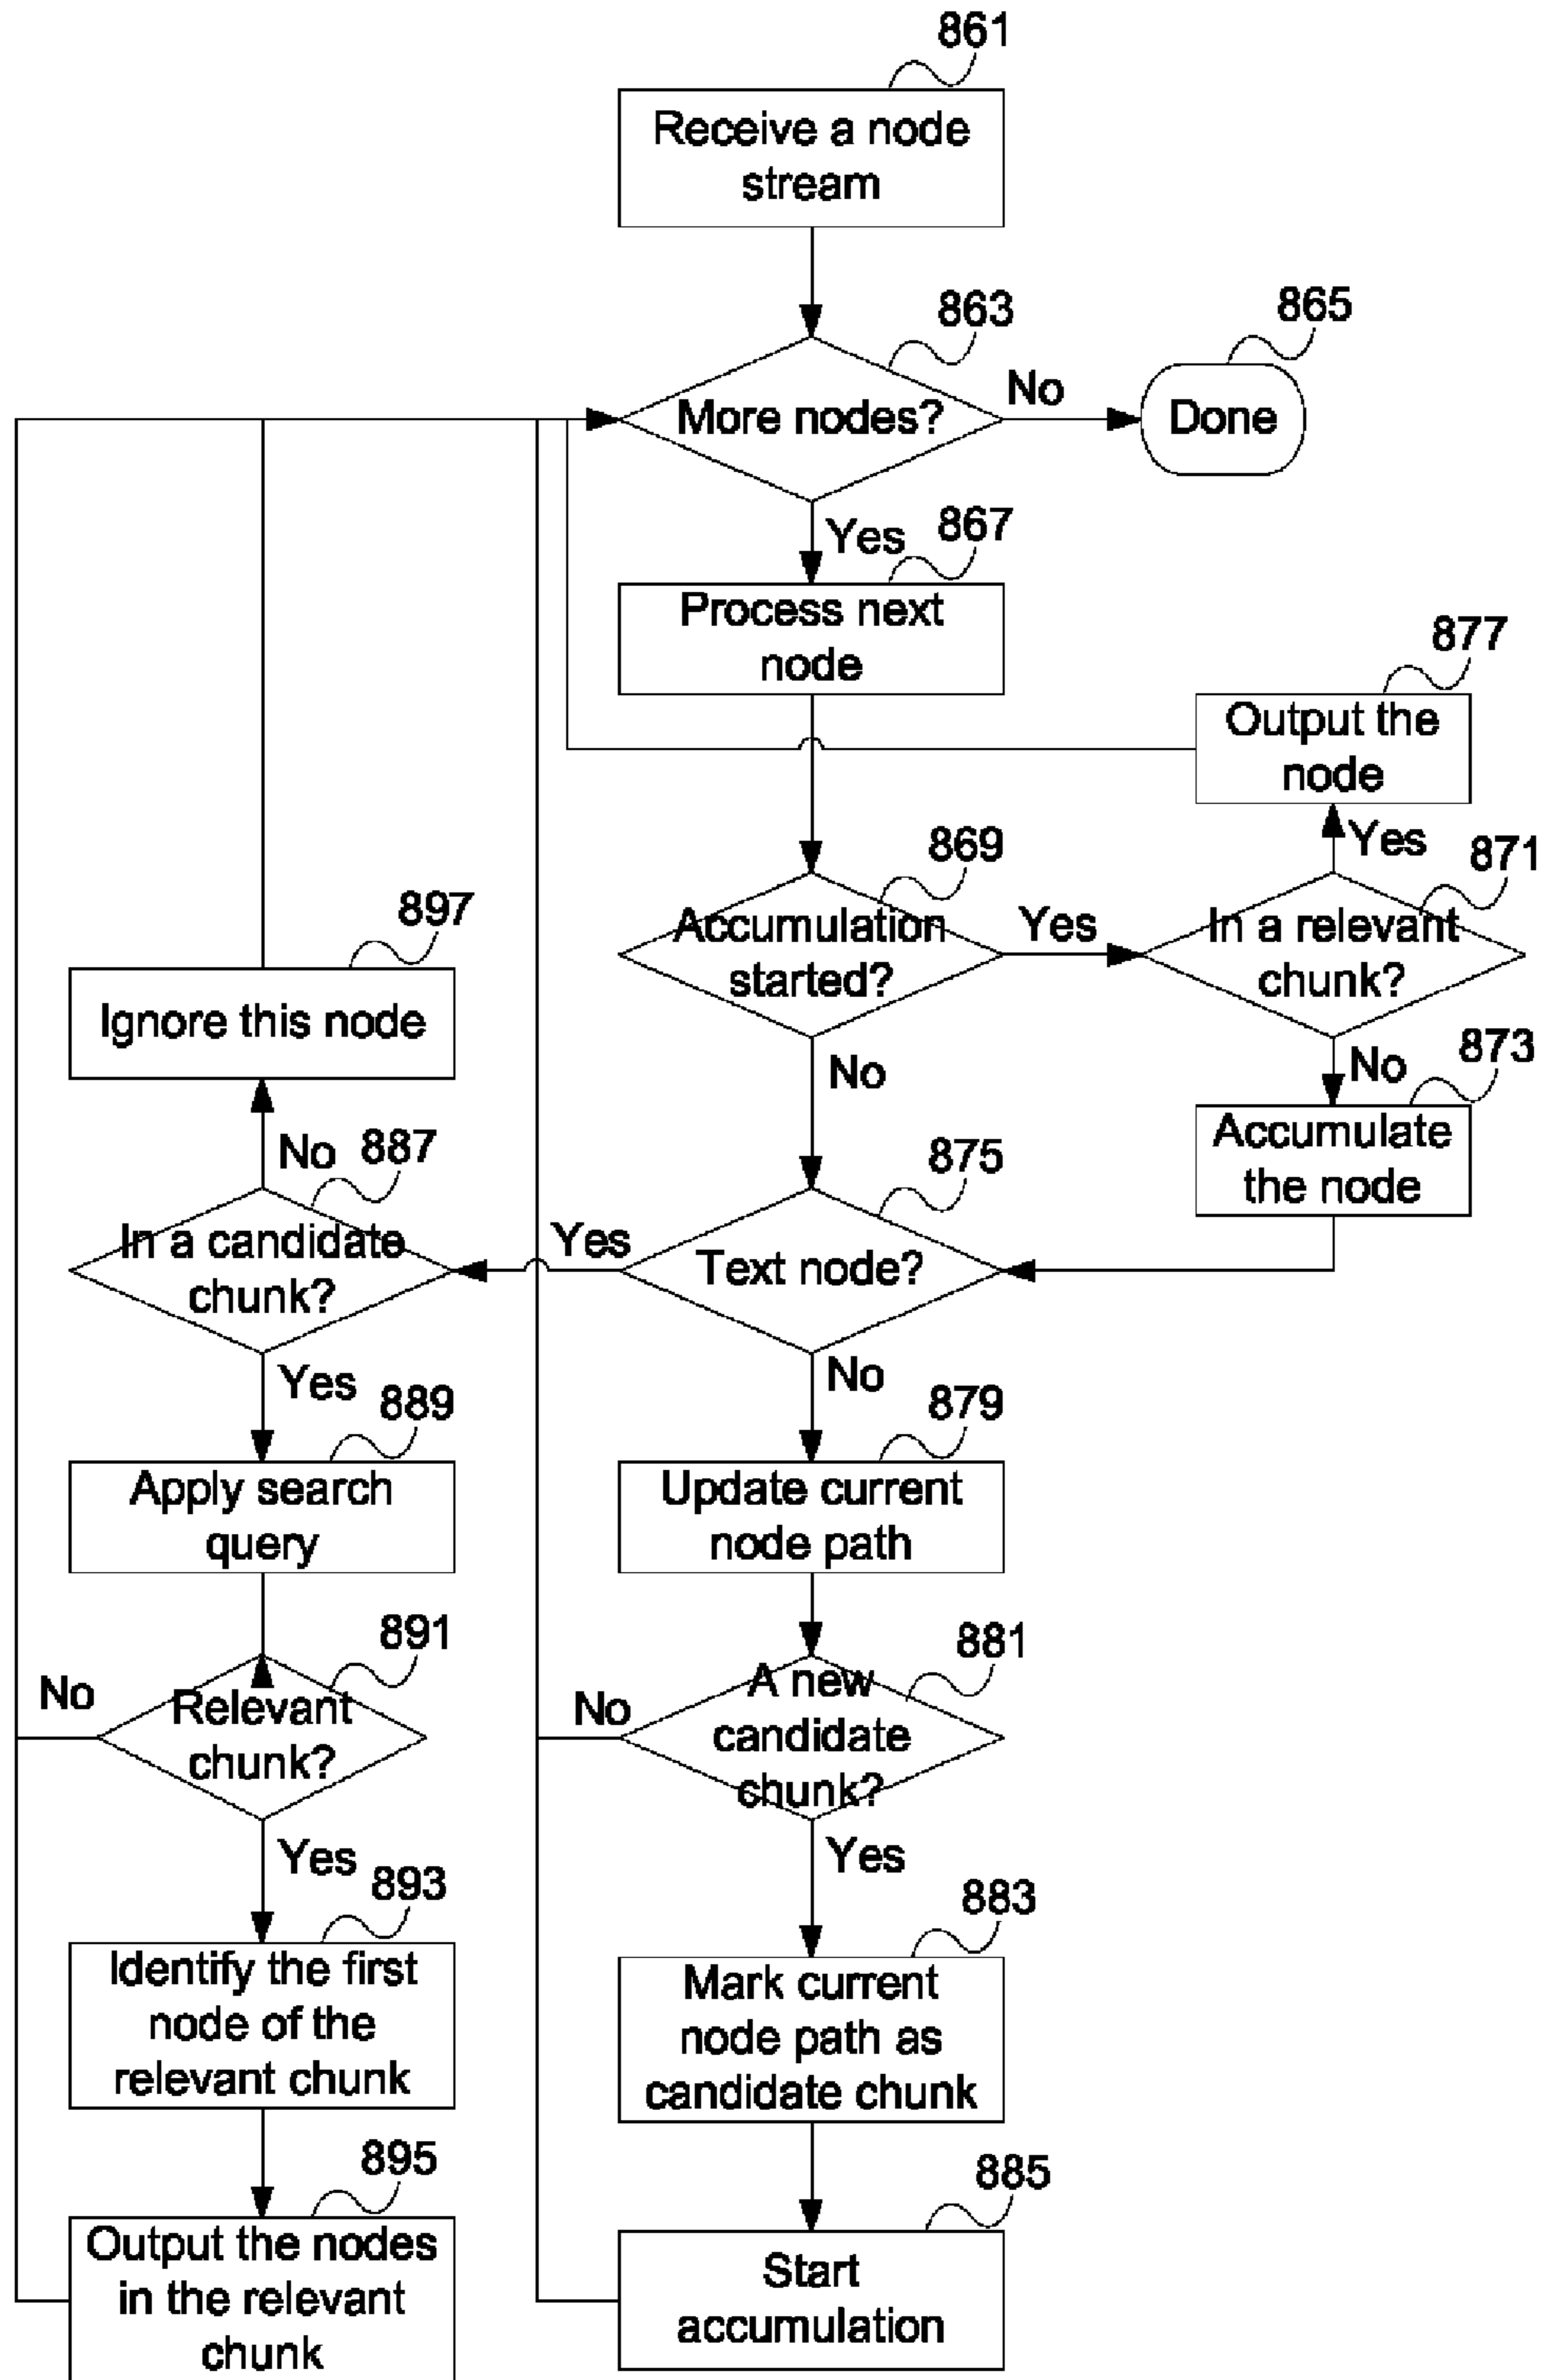 861
Receive a node
stream
863
865
More nodes?
No
Done
Yes
867
Process next
node
877
Output the
node
Yes
869
871
Accumulation
started?
Yes
In a relevant
chunk?
897
Ignore this node
No
No
873
Accumulate
the node
No
887
875
In a candidate
chunk?
Yes
Text node?
Yes
No
889
879
Apply search
query
Update current
node path
891
881
No
Relevant
chunk?
No
A new
candidate
chunk?
Yes
Yes
893
883
Identify the first
node of the
relevant chunk
Mark current
node path as
candidate chunk
895
885
Output the nodes
in the relevant
chunk
Start
accumulation